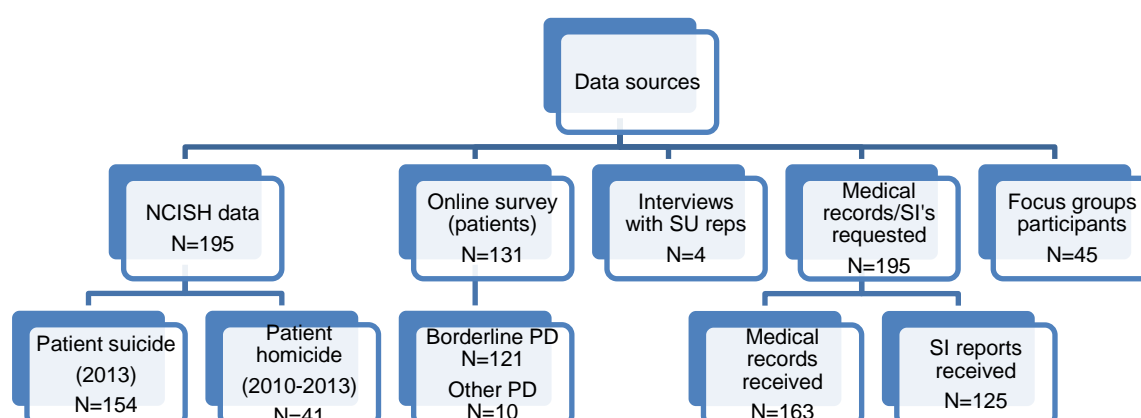 Data sources
NCISH data
N=195
Online survey
(patients)
N=131
Interviews
with SU reps
N=4
Medical
records/SI's
requested
N=195
Focus groups
participants
N=45
Patient suicide
(2013)
N=154
Patient
homicide
(2010-2013)
N=41
Borderline PD
N=121
Other PD
N=10
Medical
records
received
N=163
SI reports
received
N=125